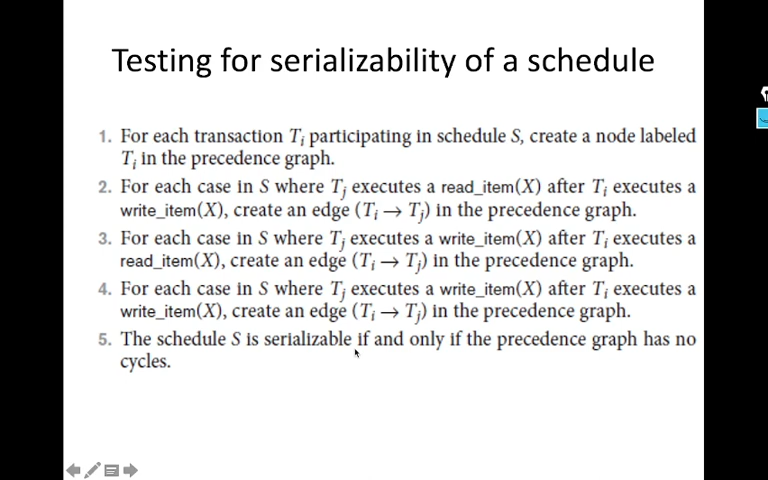 Testing for serializability of a schedule
1. For each transaction Ti participating in schedule S, create a node labeled
Ti in the precedence graph.
2. For each case in S where Tj executes a read_item(X) after Ti executes a
write_item(X), create an edge (Ti → Tj) in the precedence graph.
3. For each case in S where Tj executes a write_item(X) after Ti executes a
read_item(X), create an edge (Ti → Tj) in the precedence graph.
4. For each case in S where Tj executes a write_item(X) after Ti executes a
write_item(X), create an edge (Ti → Tj) in the precedence graph.
5. The schedule S is serializable if and only if the precedence graph has no
cycles.